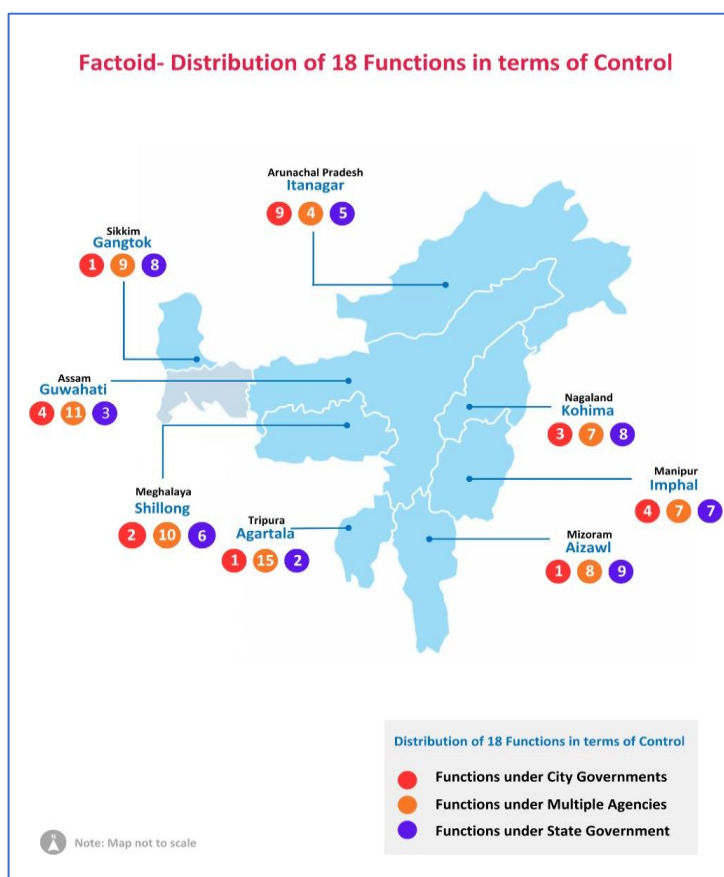 Factoid- Distribution of 18 Functions in terms of Control
Arunachal Pradesh
Itanagar
9 4 5
Sikkim
Gangtok
1 9 8
Assam
Guwahati
4 11 3
Nagaland
Kohima
3 7 8
Manipur
Imphal
4 7 7
Meghalaya
Shillong
2 10 6
Tripura
Agartala
1 15 2
Mizoram
Aizawl
1 8 9
Distribution of 18 Functions in terms of Control
Functions under City Governments
Functions under Multiple Agencies
Functions under State Government
N
Note: Map not to scale